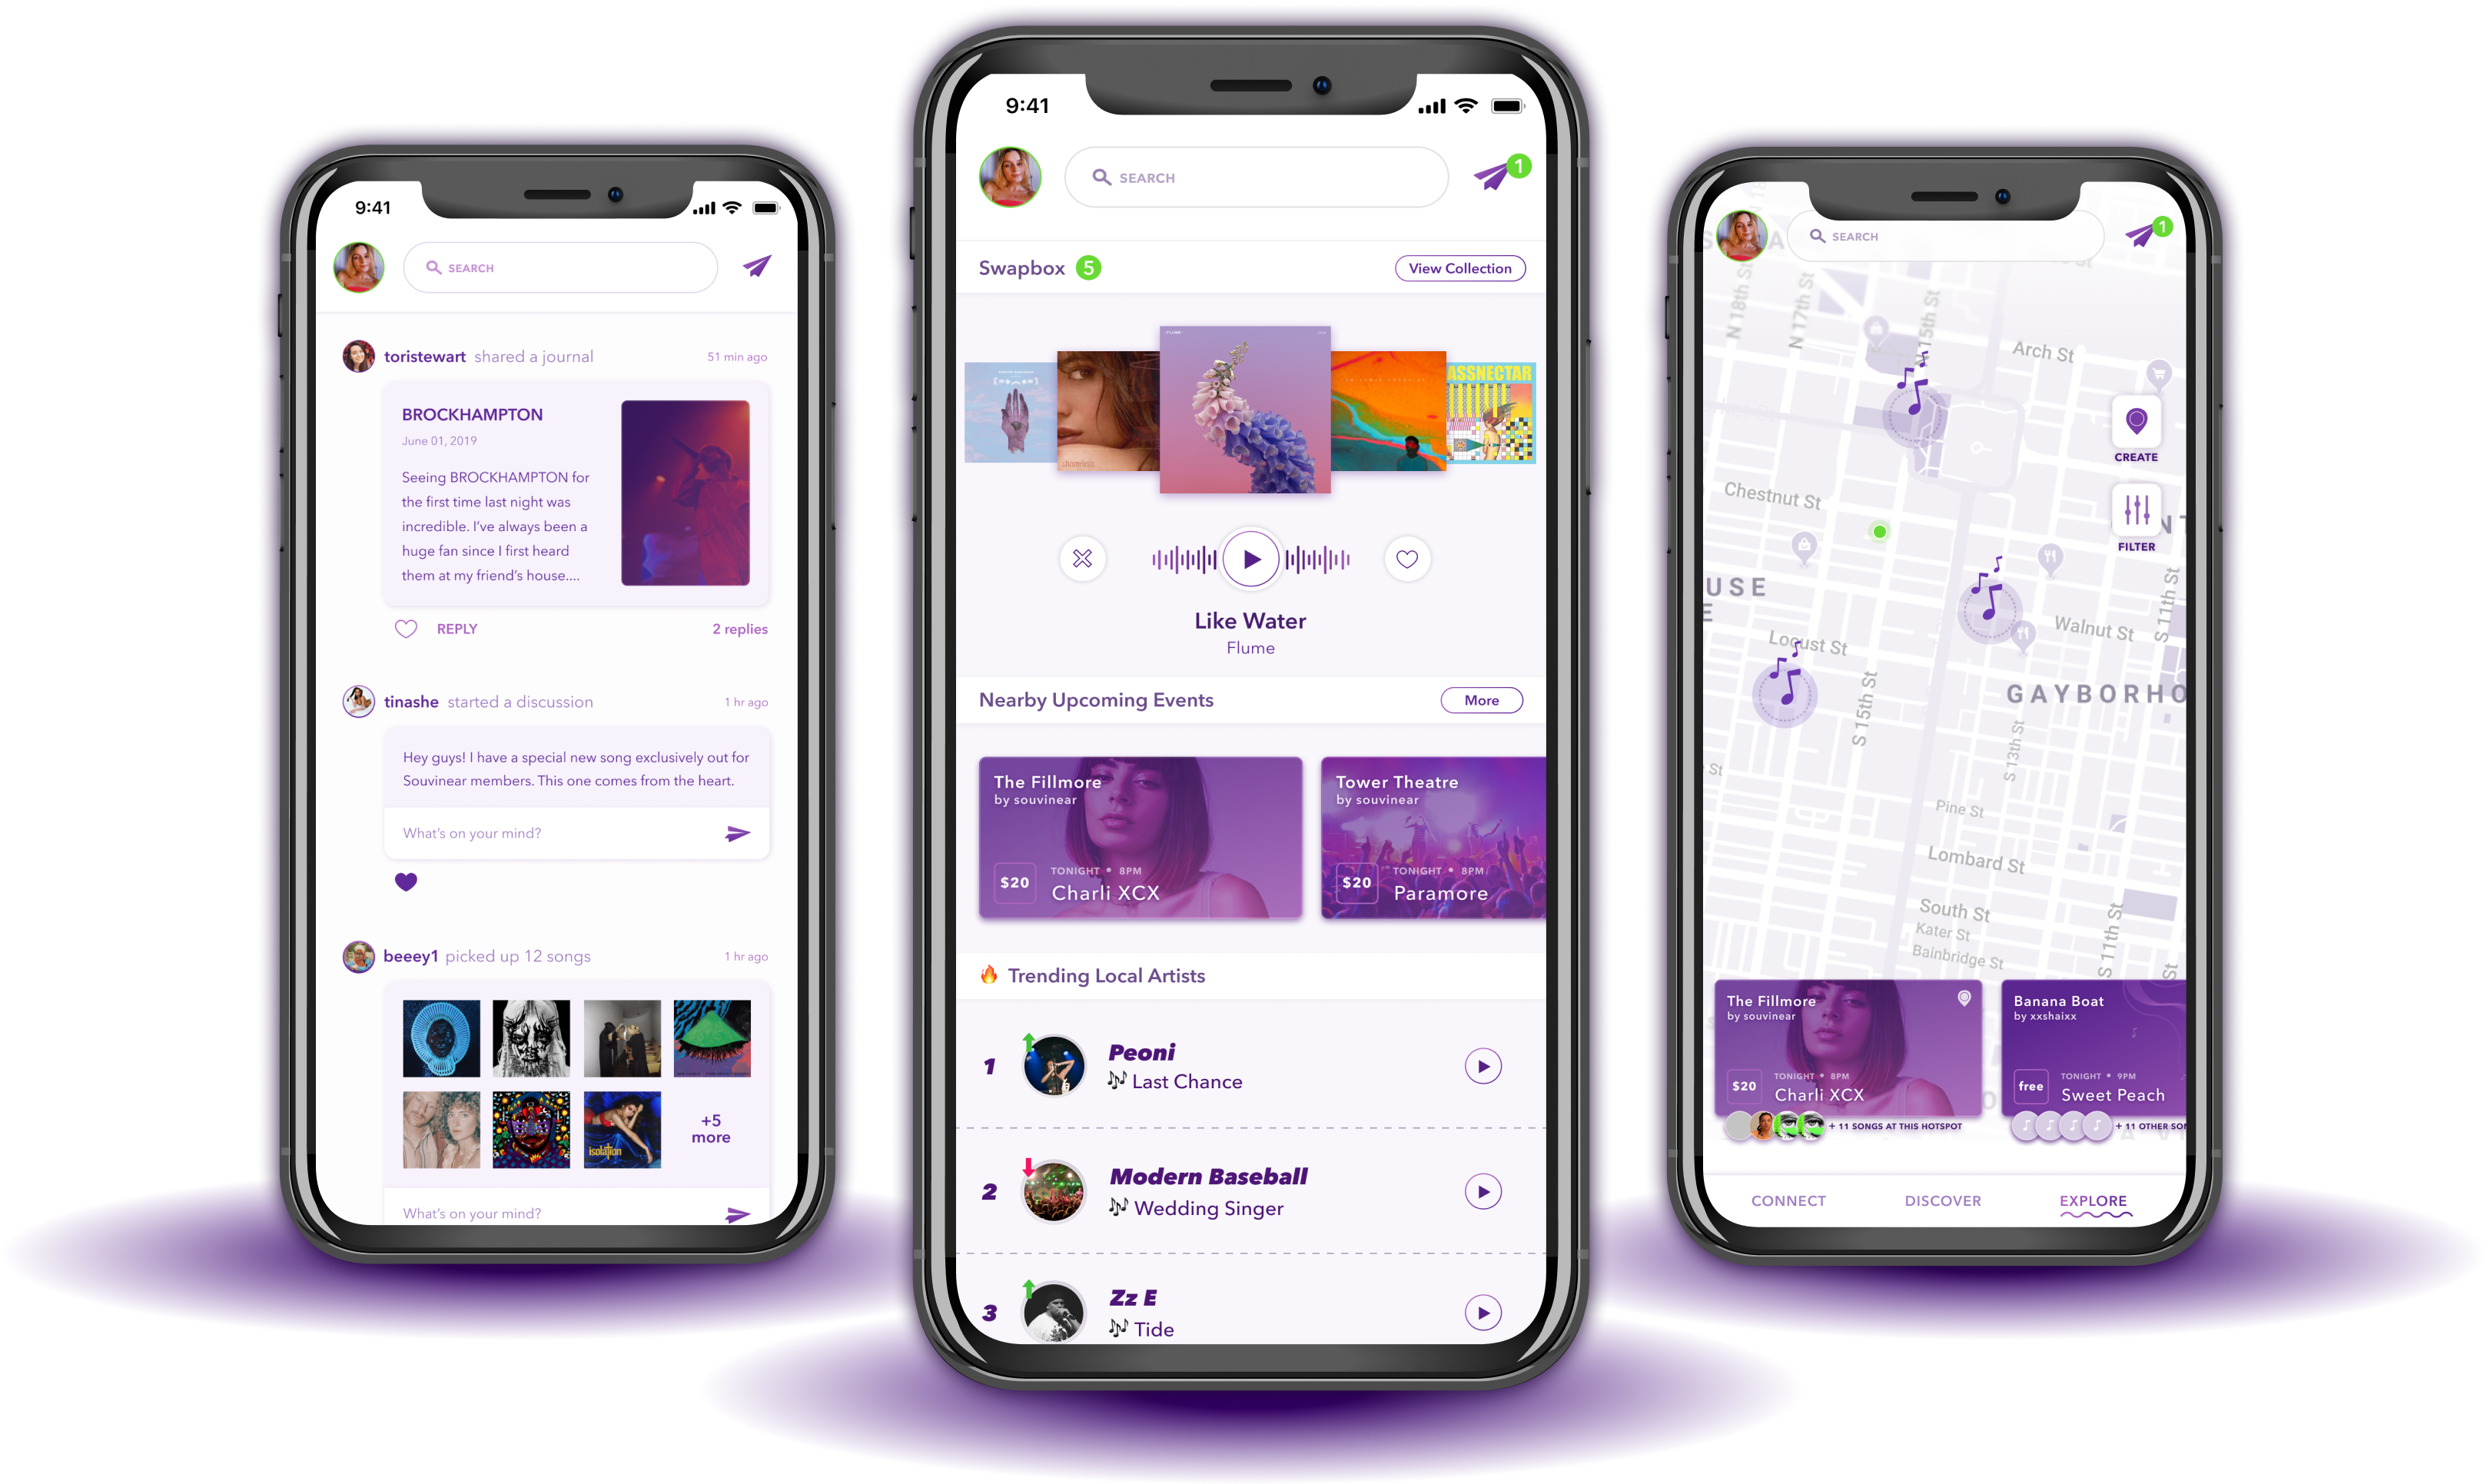 9:41
SEARCH
toristewart shared a journal
51 min ago
BROCKHAMPTON
June 01, 2019
Seeing BROCKHAMPTON for
the first time last night was
incredible. I've always been a
huge fan since I first heard
them at my friend's house....
REPLY
2 replies
tinashe started a discussion
1 hr ago
Hey guys! I have a special new song exclusively out for
Souvinear members. This one comes from the heart.
What's on your mind?
beeey1 picked up 12 songs
1 hr ago
isolation
+5
more
What's on your mind?
9:41
SEARCH
1
Swapbox 5
View Collection
FLUME
shameless
ASSNECTAR
Like Water
Flume
Nearby Upcoming Events
More
The Fillmore
by souvinear
$20
TONIGHT • 8PM
Charli XCX
Tower Theatre
by souvinear
$20
TONIGHT • 8PM
Paramore
🔥 Trending Local Artists
1
Peoni
Last Chance
2
Modern Baseball
Wedding Singer
3
Zz E
Tide
SEARCH
1
N 18th St
N 17th St
N 15th St
Arch St
CREATE
Chestnut St
FILTER
NT
USE
E
S 11th St
Walnut St
Locust St
GAYBORHO
S 15th St
S 13th St
St
Pine St
Lombard St
South St
Kater St
Bainbridge St
S 11th St
St
The Fillmore
by souvinear
$20
TONIGHT • 8PM
Charli XCX
+ 11 SONGS AT THIS HOTSPOT
Banana Boat
by xxshaixx
free
TONIGHT • 9PM
Sweet Peach
+ 11 OTHER SON
CONNECT
DISCOVER
EXPLORE